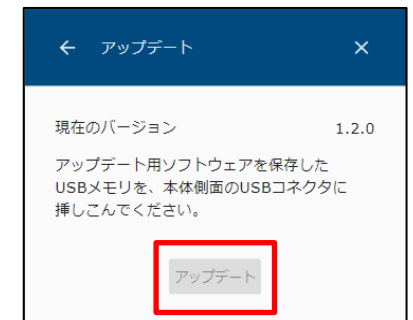 ← アップデート ×
現在のバージョン 1.2.0
アップデート用ソフトウェアを保存した
USBメモリを、本体側面のUSBコネクタに
挿しこんでください。
アップデート